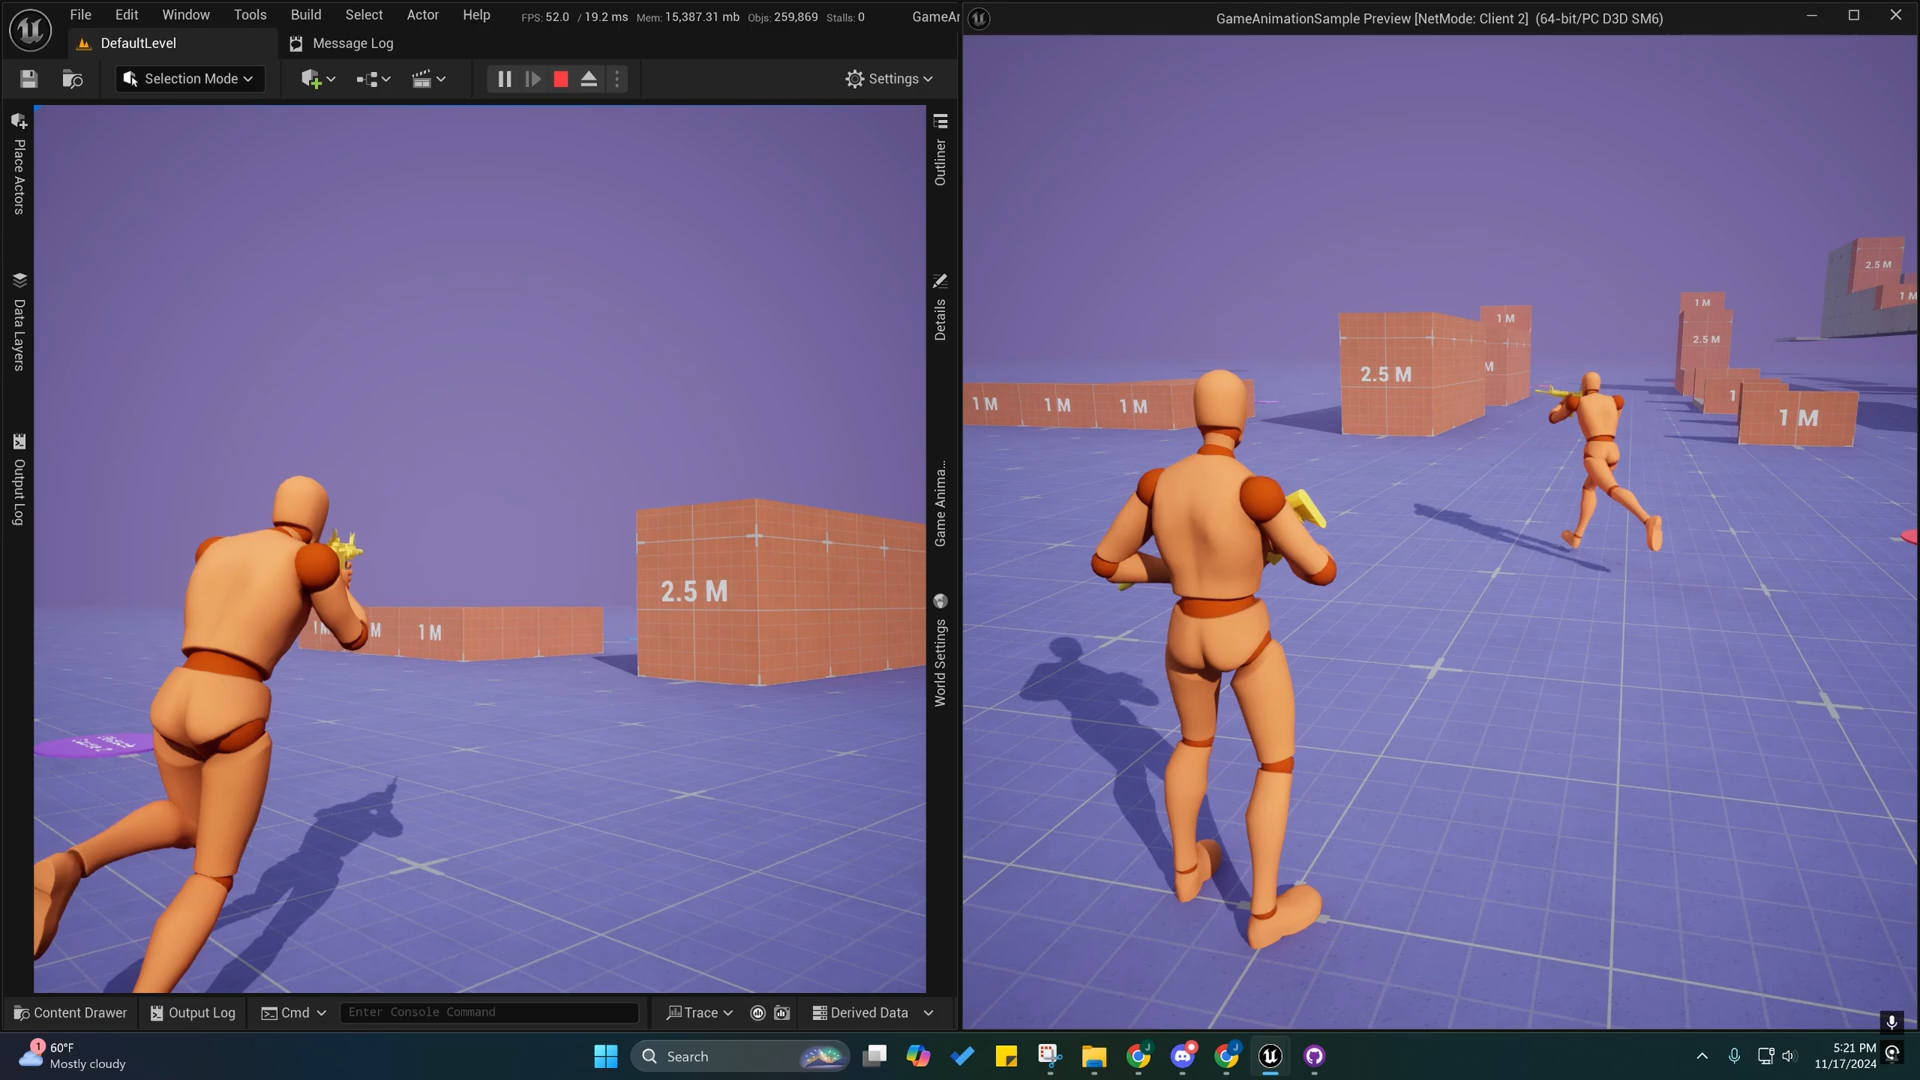 File Edit Window Tools Build Select Actor Help FPS: 52.0 / 19.2 ms Mem: 15,387.31 mb Objs: 259,869 Stalls: 0 GameAn
DefaultLevel Message Log
Selection Mode Settings
Place Actors
Data Layers
Output Log
Outliner
Details
Game Anima...
World Settings
1 M
2.5 M
Content Drawer Output Log Cmd Enter Console Command Trace Derived Data
GameAnimationSample Preview [NetMode: Client 2] (64-bit/PC D3D SM6)
2.5 M
1 M
1 M
1 M
2.5 M
1 M
2.5 M
M
1 M 1 M 1 M
1 M
1
60°F
Mostly cloudy
Search
5:21 PM
11/17/2024